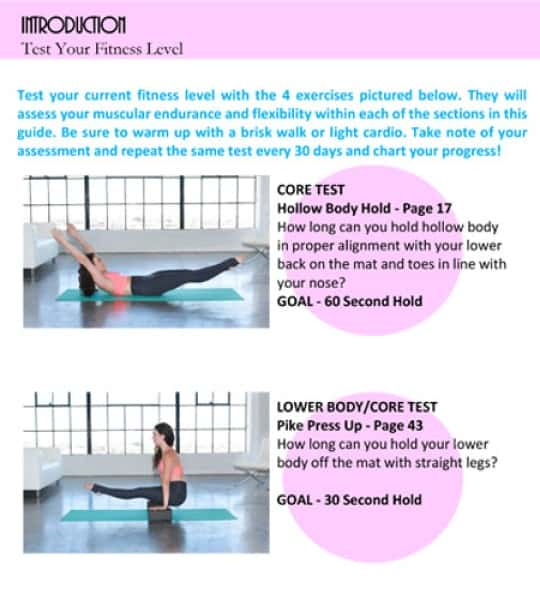 INTRODUCTION
Test Your Fitness Level
Test your current fitness level with the 4 exercises pictured below. They will
assess your muscular endurance and flexibility within each of the sections in this
guide. Be sure to warm up with a brisk walk or light cardio. Take note of your
assessment and repeat the same test every 30 days and chart your progress!
CORE TEST
Hollow Body Hold - Page 17
How long can you hold hollow body
in proper alignment with your lower
back on the mat and toes in line with
your nose?
GOAL - 60 Second Hold
LOWER BODY/CORE TEST
Pike Press Up - Page 43
How long can you hold your lower
body off the mat with straight legs?
GOAL - 30 Second Hold